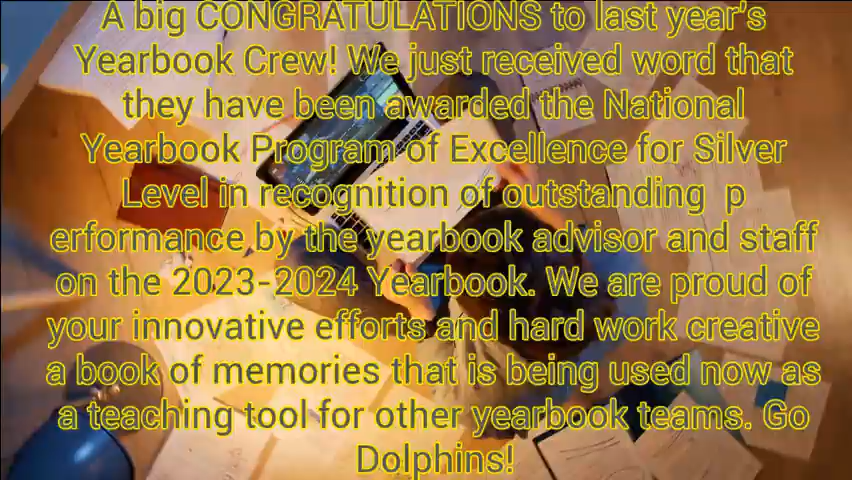 A big CONGRATULATIONS to last year's
Yearbook Crew! We just received word that
they have been awarded the National
Yearbook Program of Excellence for Silver
Level in recognition of outstanding  p
erformance by the yearbook advisor and staff
on the 2023-2024 Yearbook. We are proud of
your innovative efforts and hard work creative
a book of memories that is being used now as
a teaching tool for other yearbook teams. Go
Dolphins!